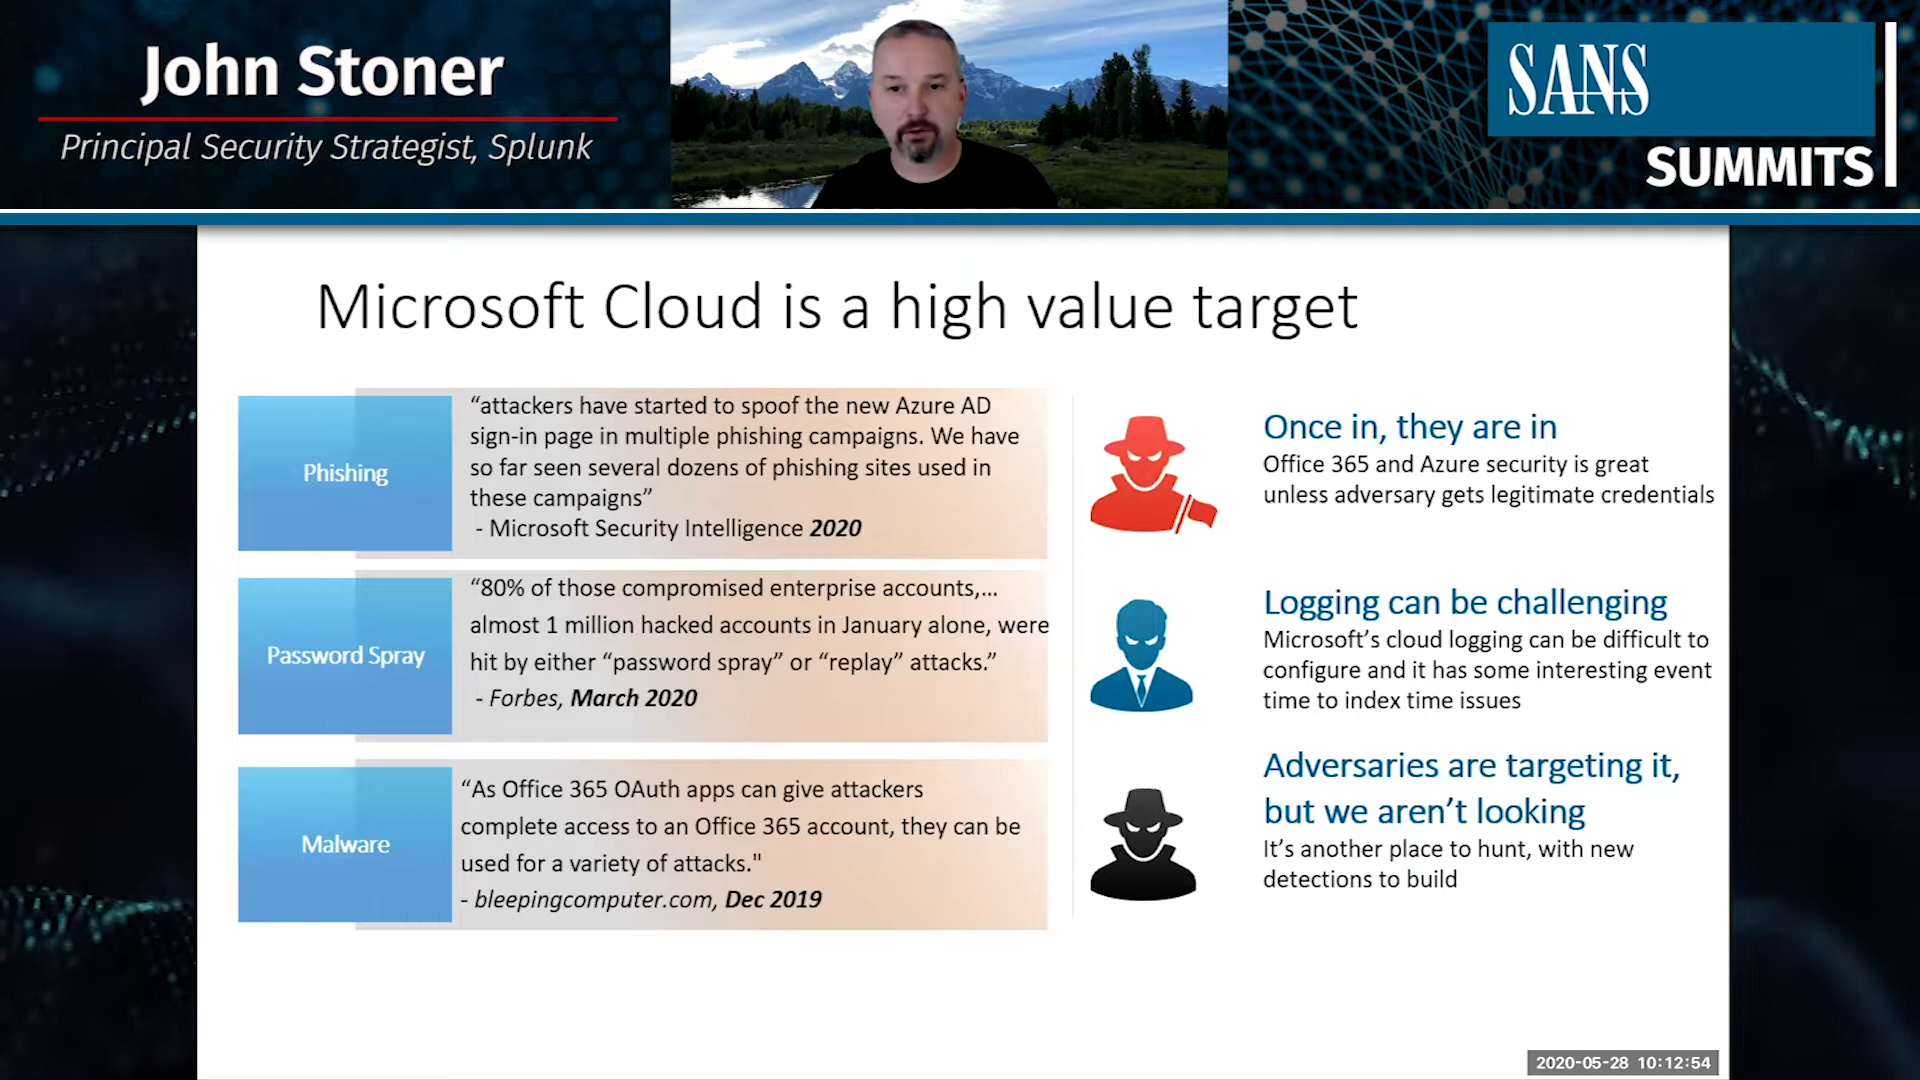 John Stoner
Principal Security Strategist, Splunk
SANS
SUMMITS
Microsoft Cloud is a high value target
Phishing
“attackers have started to spoof the new Azure AD
sign-in page in multiple phishing campaigns. We have
so far seen several dozens of phishing sites used in
these campaigns”
- Microsoft Security Intelligence 2020
Password Spray
“80% of those compromised enterprise accounts,...
almost 1 million hacked accounts in January alone, were
hit by either “password spray” or “replay” attacks.”
- Forbes, March 2020
Malware
“As Office 365 OAuth apps can give attackers
complete access to an Office 365 account, they can be
used for a variety of attacks."
- bleepingcomputer.com, Dec 2019
Once in, they are in
Office 365 and Azure security is great
unless adversary gets legitimate credentials
Logging can be challenging
Microsoft’s cloud logging can be difficult to
configure and it has some interesting event
time to index time issues
Adversaries are targeting it,
but we aren’t looking
It’s another place to hunt, with new
detections to build
2020-05-28 10:12:54